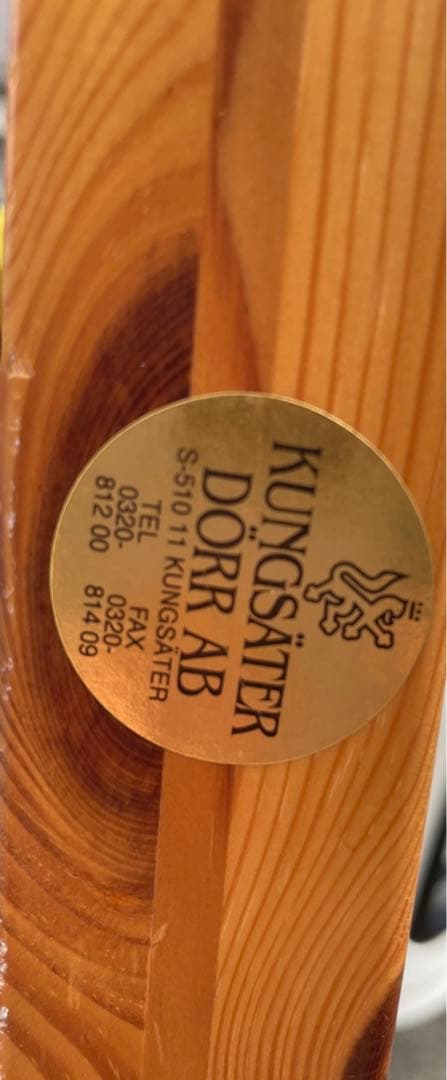 KUNGSÄTER
DÖRR AB
S-510 11 KUNGSÄTER
TEL FAX
0320- 0320-
812 00 814 09